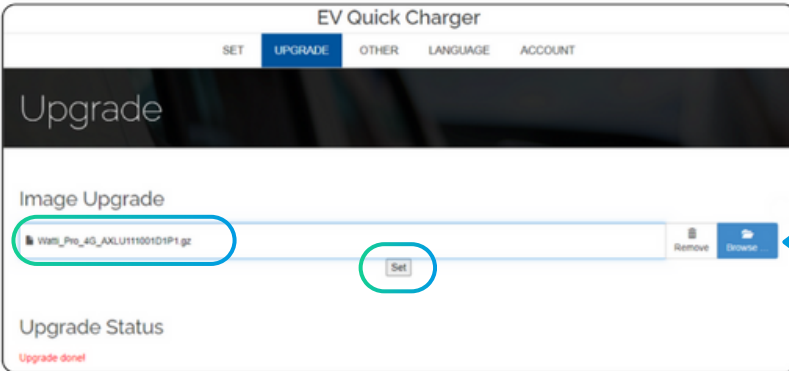 EV Quick Charger
SET UPGRADE OTHER LANGUAGE ACCOUNT
Upgrade
Image Upgrade
Watti_Pro_4G_AXLU111001D1P1.gz
Remove
Browse ...
Set
Upgrade Status
Upgrade done!